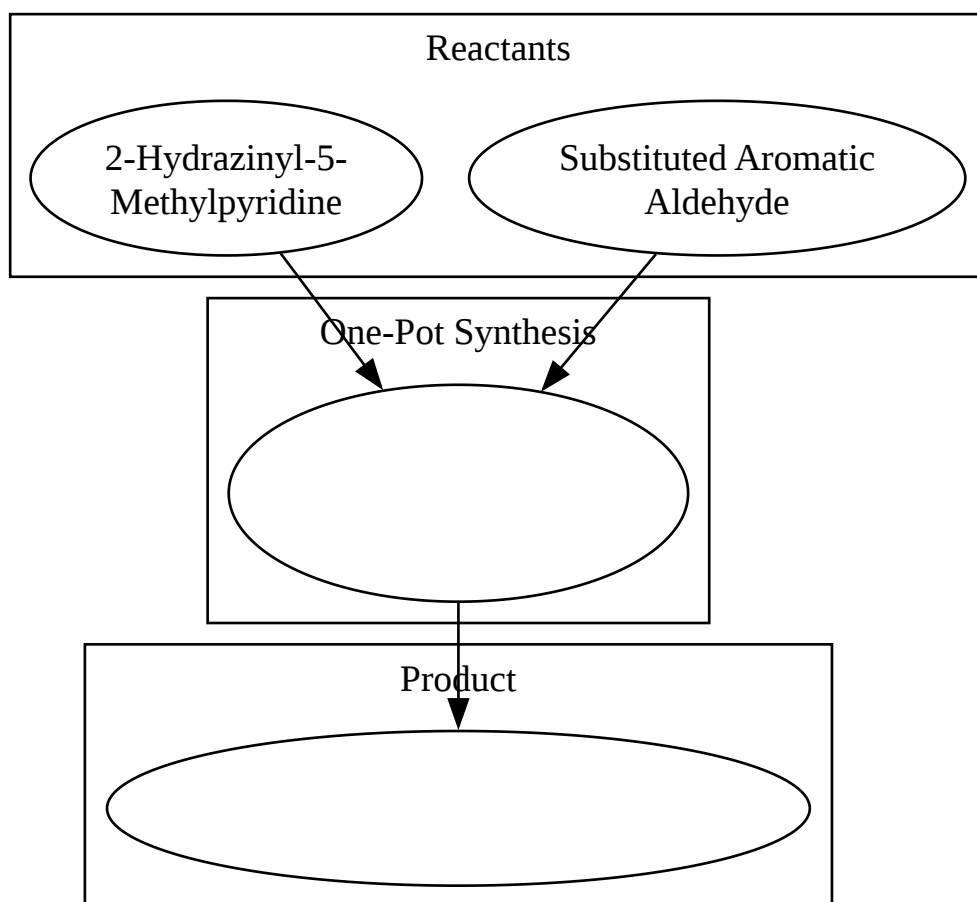 Reactants
2-Hydrazinyl-5-
Methylpyridine
Substituted Aromatic
Aldehyde
One-Pot Synthesis
Product